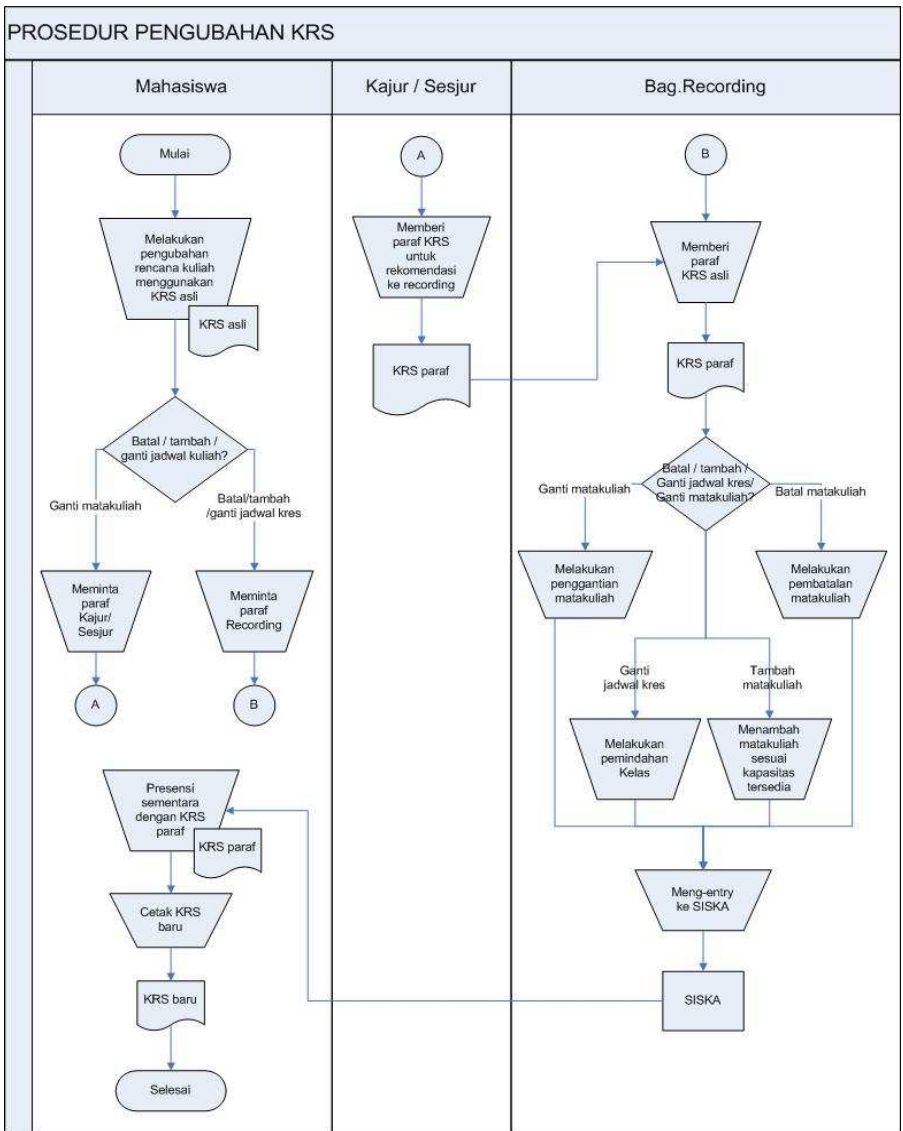 PROSEDUR PENGUBAHAN KRS
Mahasiswa
Kajur / Sesjur
Bag.Recording
Mulai
Melakukan
pengubahan
rencana kuliah
menggunakan
KRS asli
KRS asli
Batal / tambah /
ganti jadwal kuliah?
Ganti matakuliah
Batal/tambah
/ganti jadwal kres
Meminta
paraf
Kajur/
Sesjur
Meminta
paraf
Recording
A
B
Presensi
sementara
dengan KRS
paraf
KRS paraf
Cetak KRS
baru
KRS baru
Selesai
A
Memberi
paraf KRS
untuk
rekomendasi
ke recording
KRS paraf
B
Memberi
paraf
KRS asli
KRS paraf
Batal / tambah /
Ganti jadwal kres/
Ganti matakuliah?
Ganti matakuliah
Batal matakuliah
Melakukan
penggantian
matakuliah
Melakukan
pembatalan
matakuliah
Ganti
jadwal kres
Tambah
matakuliah
Melakukan
pemindahan
Kelas
Menambah
matakuliah
sesuai
kapasitas
tersedia
Meng-entry
ke SISKA
SISKA